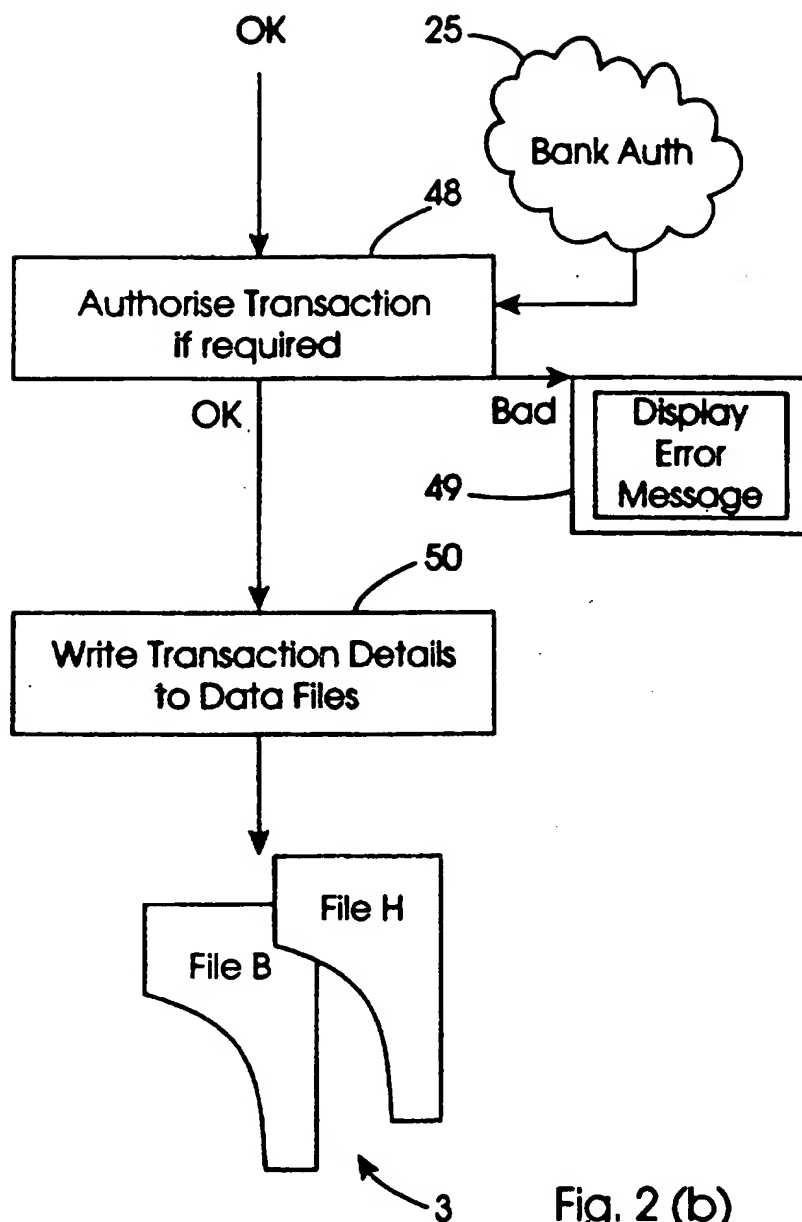 OK
25
Bank Auth
48
Authorise Transaction
if required
OK
Bad
Display
Error
Message
49
50
Write Transaction Details
to Data Files
File H
File B
3
Fig. 2 (b)